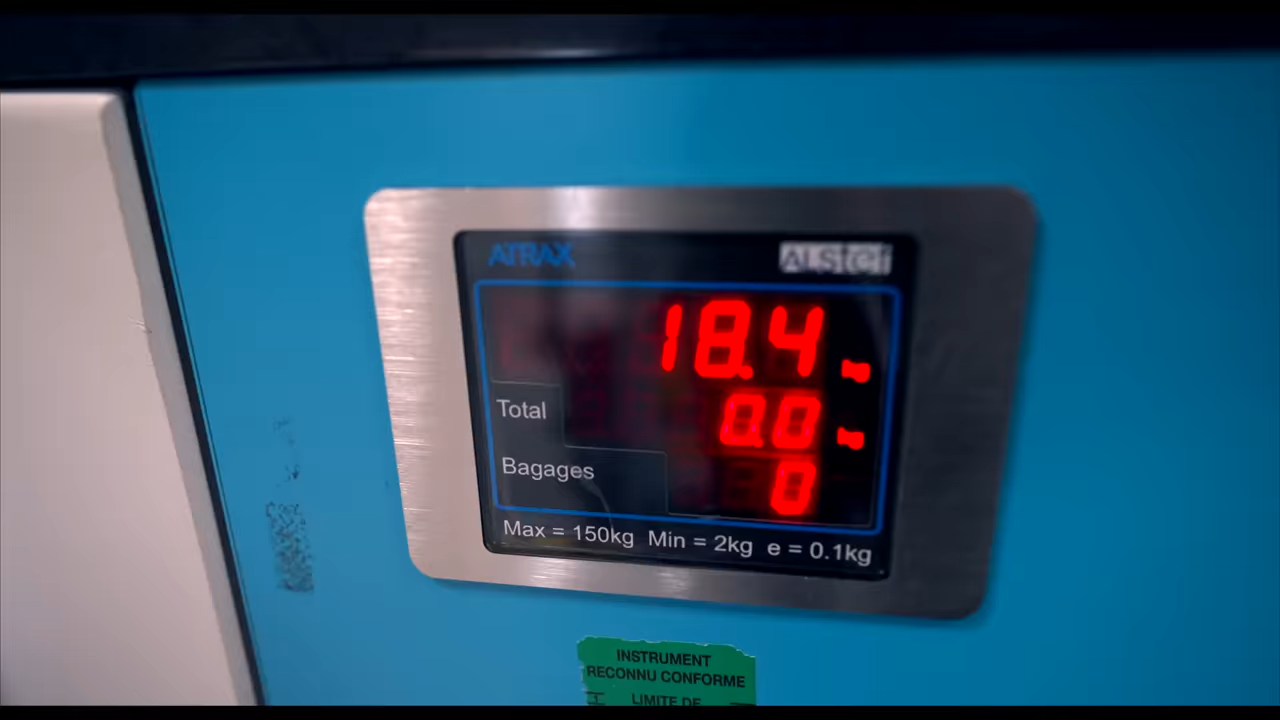 ATRAX
18.4
Total 0.0
Bagages 0
Max = 150kg Min = 2kg e = 0.1kg
INSTRUMENT
RECONNU CONFORME
LIMITE DE